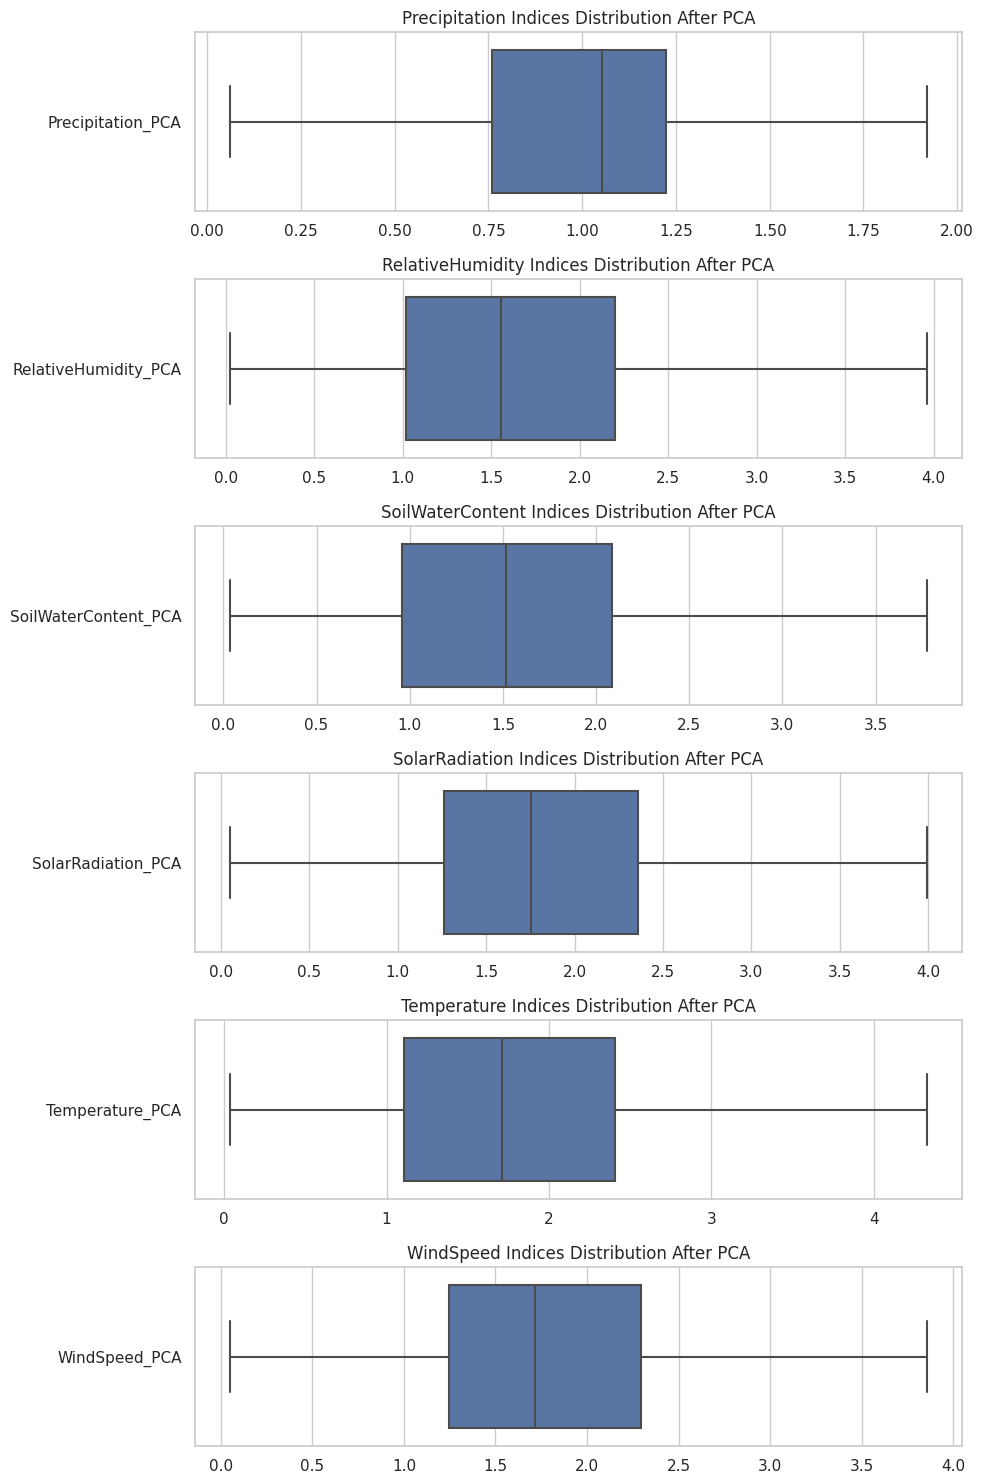 Precipitation Indices Distribution After PCA
Precipitation_PCA
0.00 0.25 0.50 0.75 1.00 1.25 1.50 1.75 2.00
RelativeHumidity Indices Distribution After PCA
RelativeHumidity_PCA
0.0 0.5 1.0 1.5 2.0 2.5 3.0 3.5 4.0
SoilWaterContent Indices Distribution After PCA
SoilWaterContent_PCA
0.0 0.5 1.0 1.5 2.0 2.5 3.0 3.5
SolarRadiation Indices Distribution After PCA
SolarRadiation_PCA
0.0 0.5 1.0 1.5 2.0 2.5 3.0 3.5 4.0
Temperature Indices Distribution After PCA
Temperature_PCA
0 1 2 3 4
WindSpeed Indices Distribution After PCA
WindSpeed_PCA
0.0 0.5 1.0 1.5 2.0 2.5 3.0 3.5 4.0